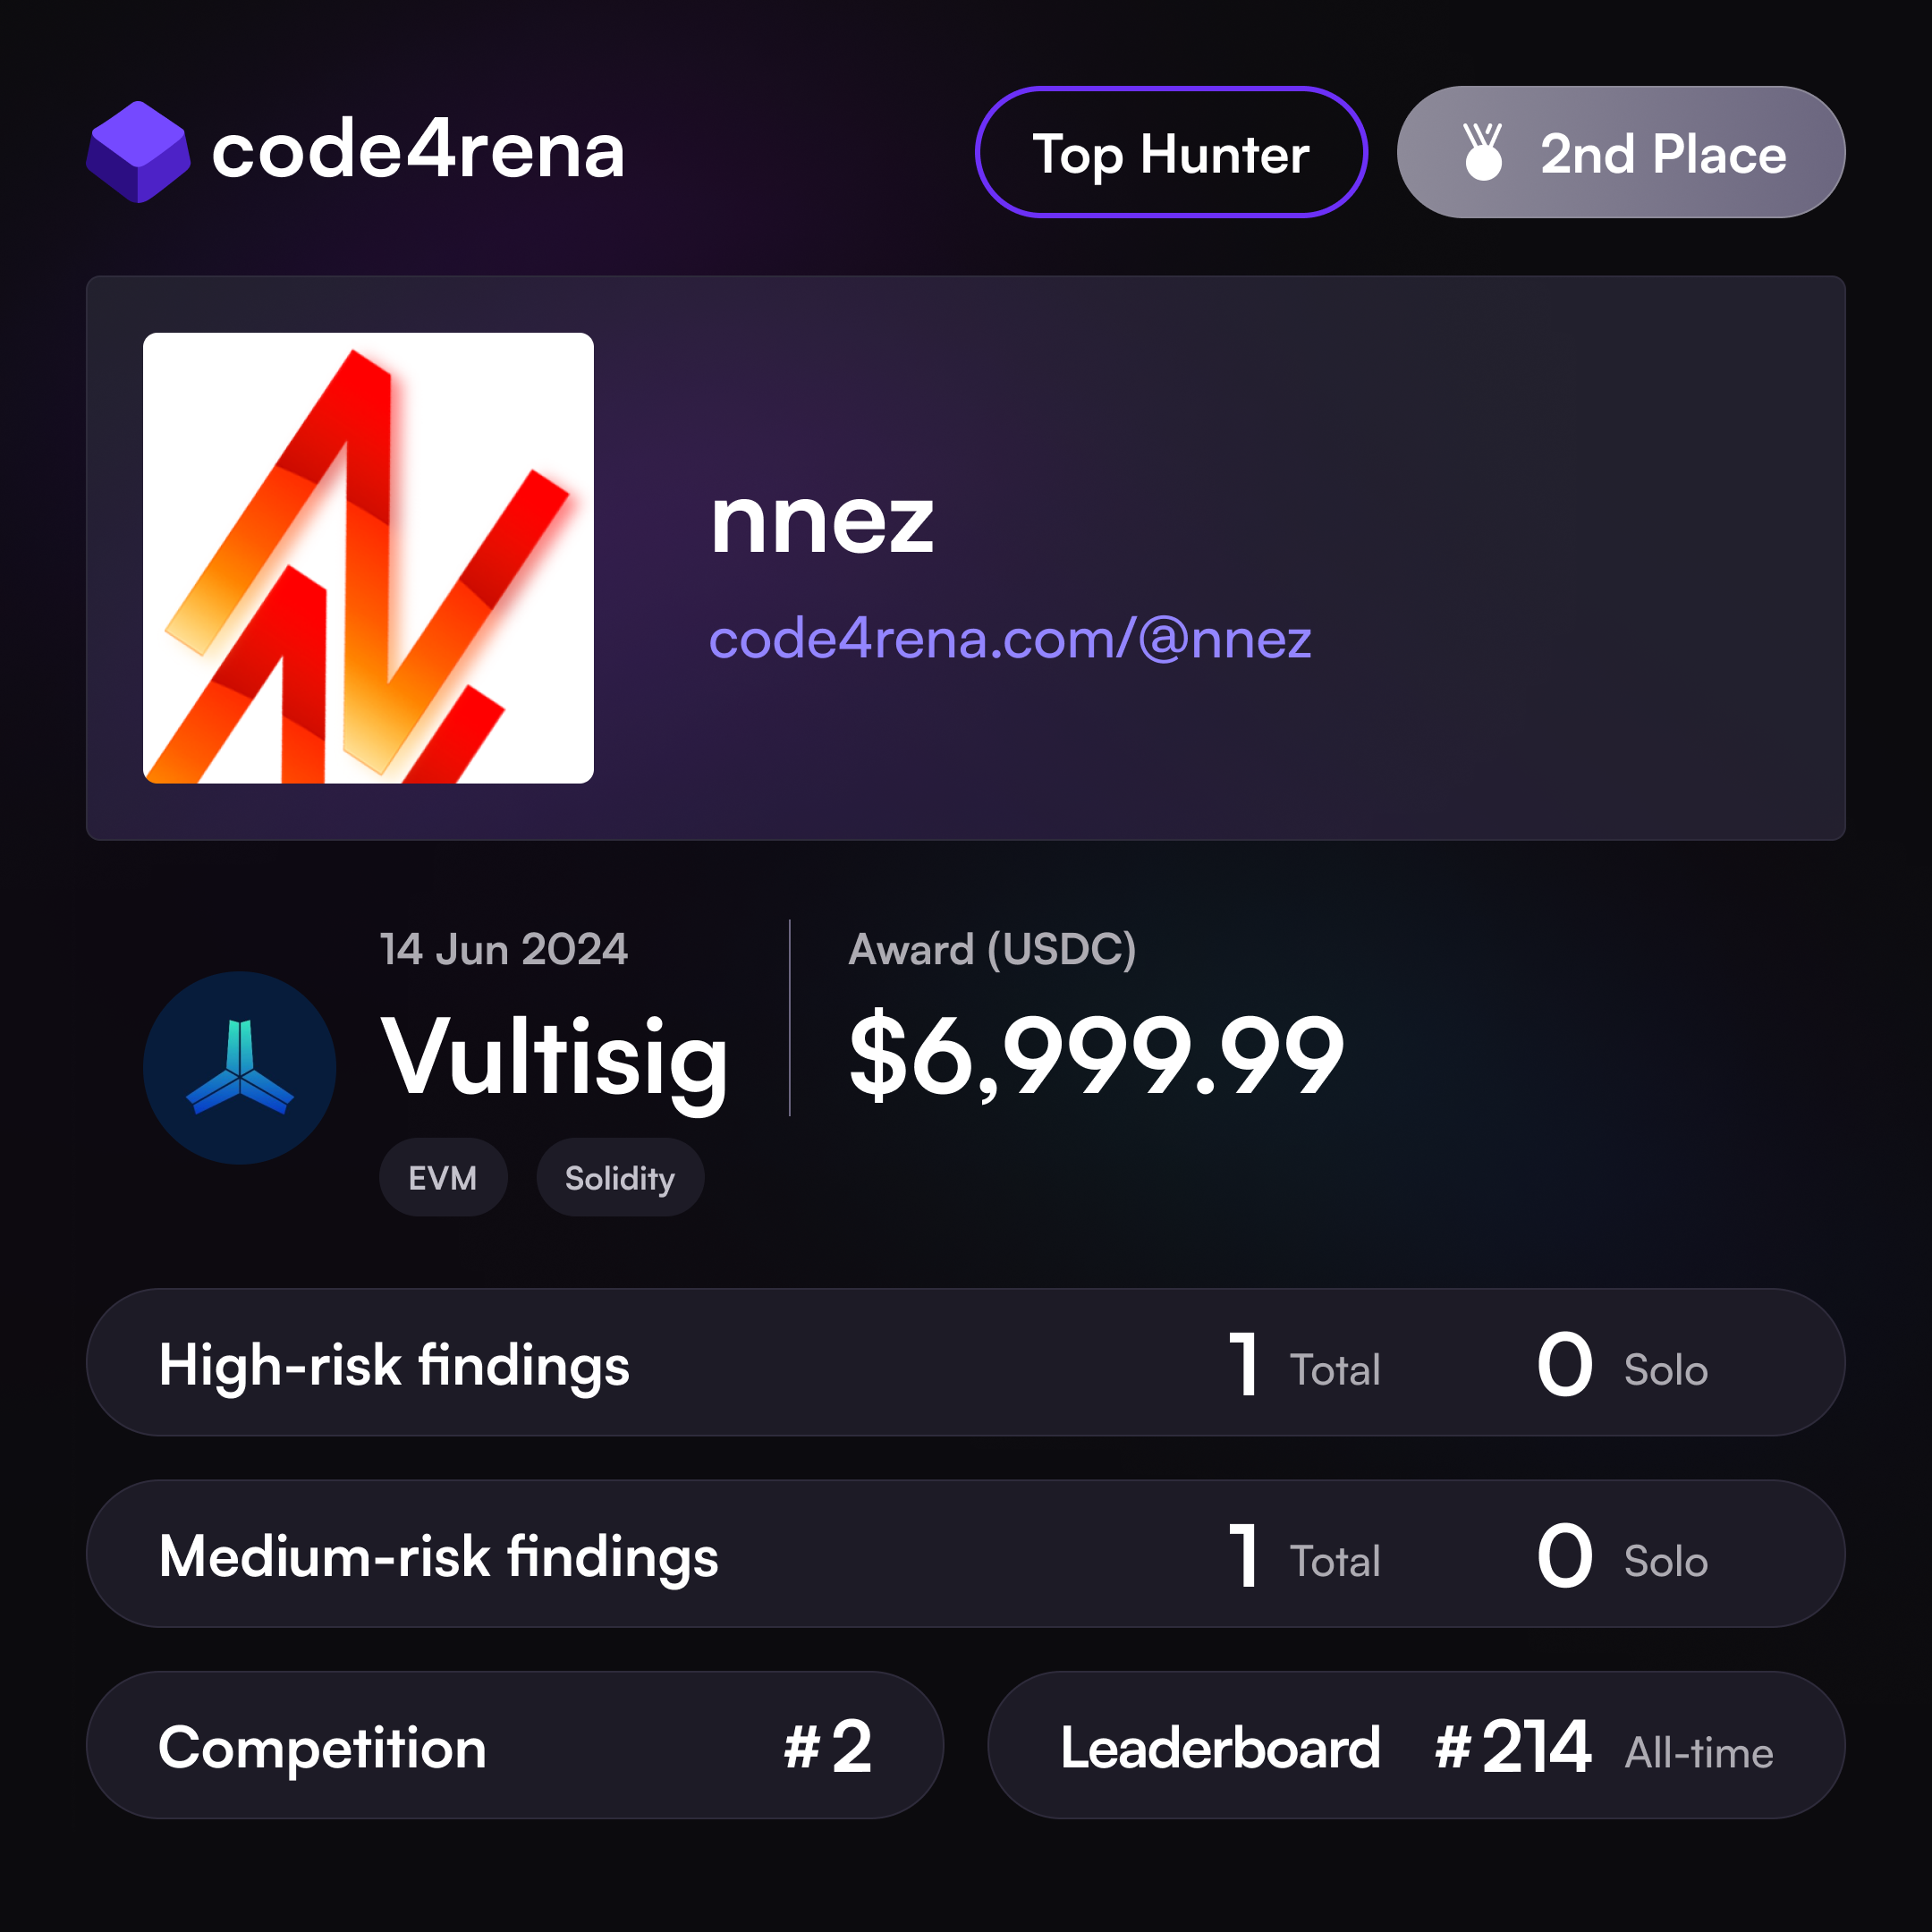 code4rena
Top Hunter
2nd Place
nnez
code4rena.com/@nnez
14 Jun 2024
Vultisig
EVM
Solidity
Award (USDC)
$6,999.99
High-risk findings 1 Total 0 Solo
Medium-risk findings 1 Total 0 Solo
Competition #2
Leaderboard #214 All-time